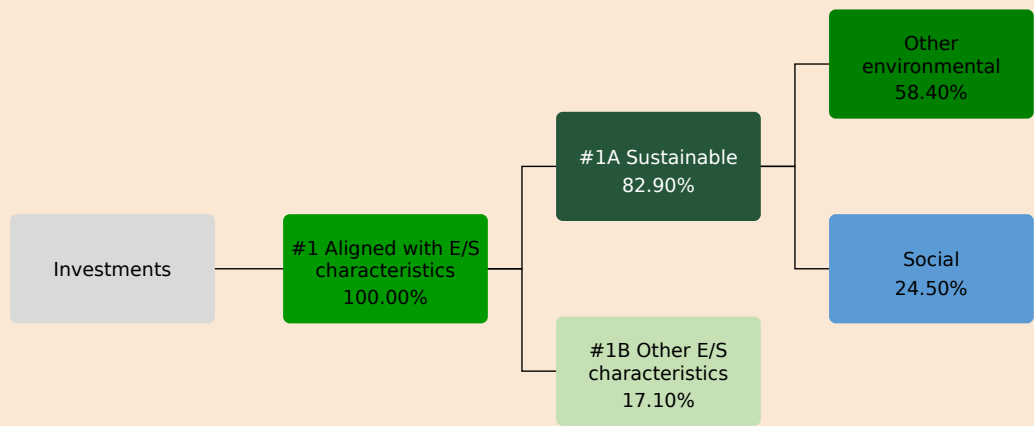 Investments
#1 Aligned with E/S
characteristics
100.00%
#1A Sustainable
82.90%
#1B Other E/S
characteristics
17.10%
Other
environmental
58.40%
Social
24.50%